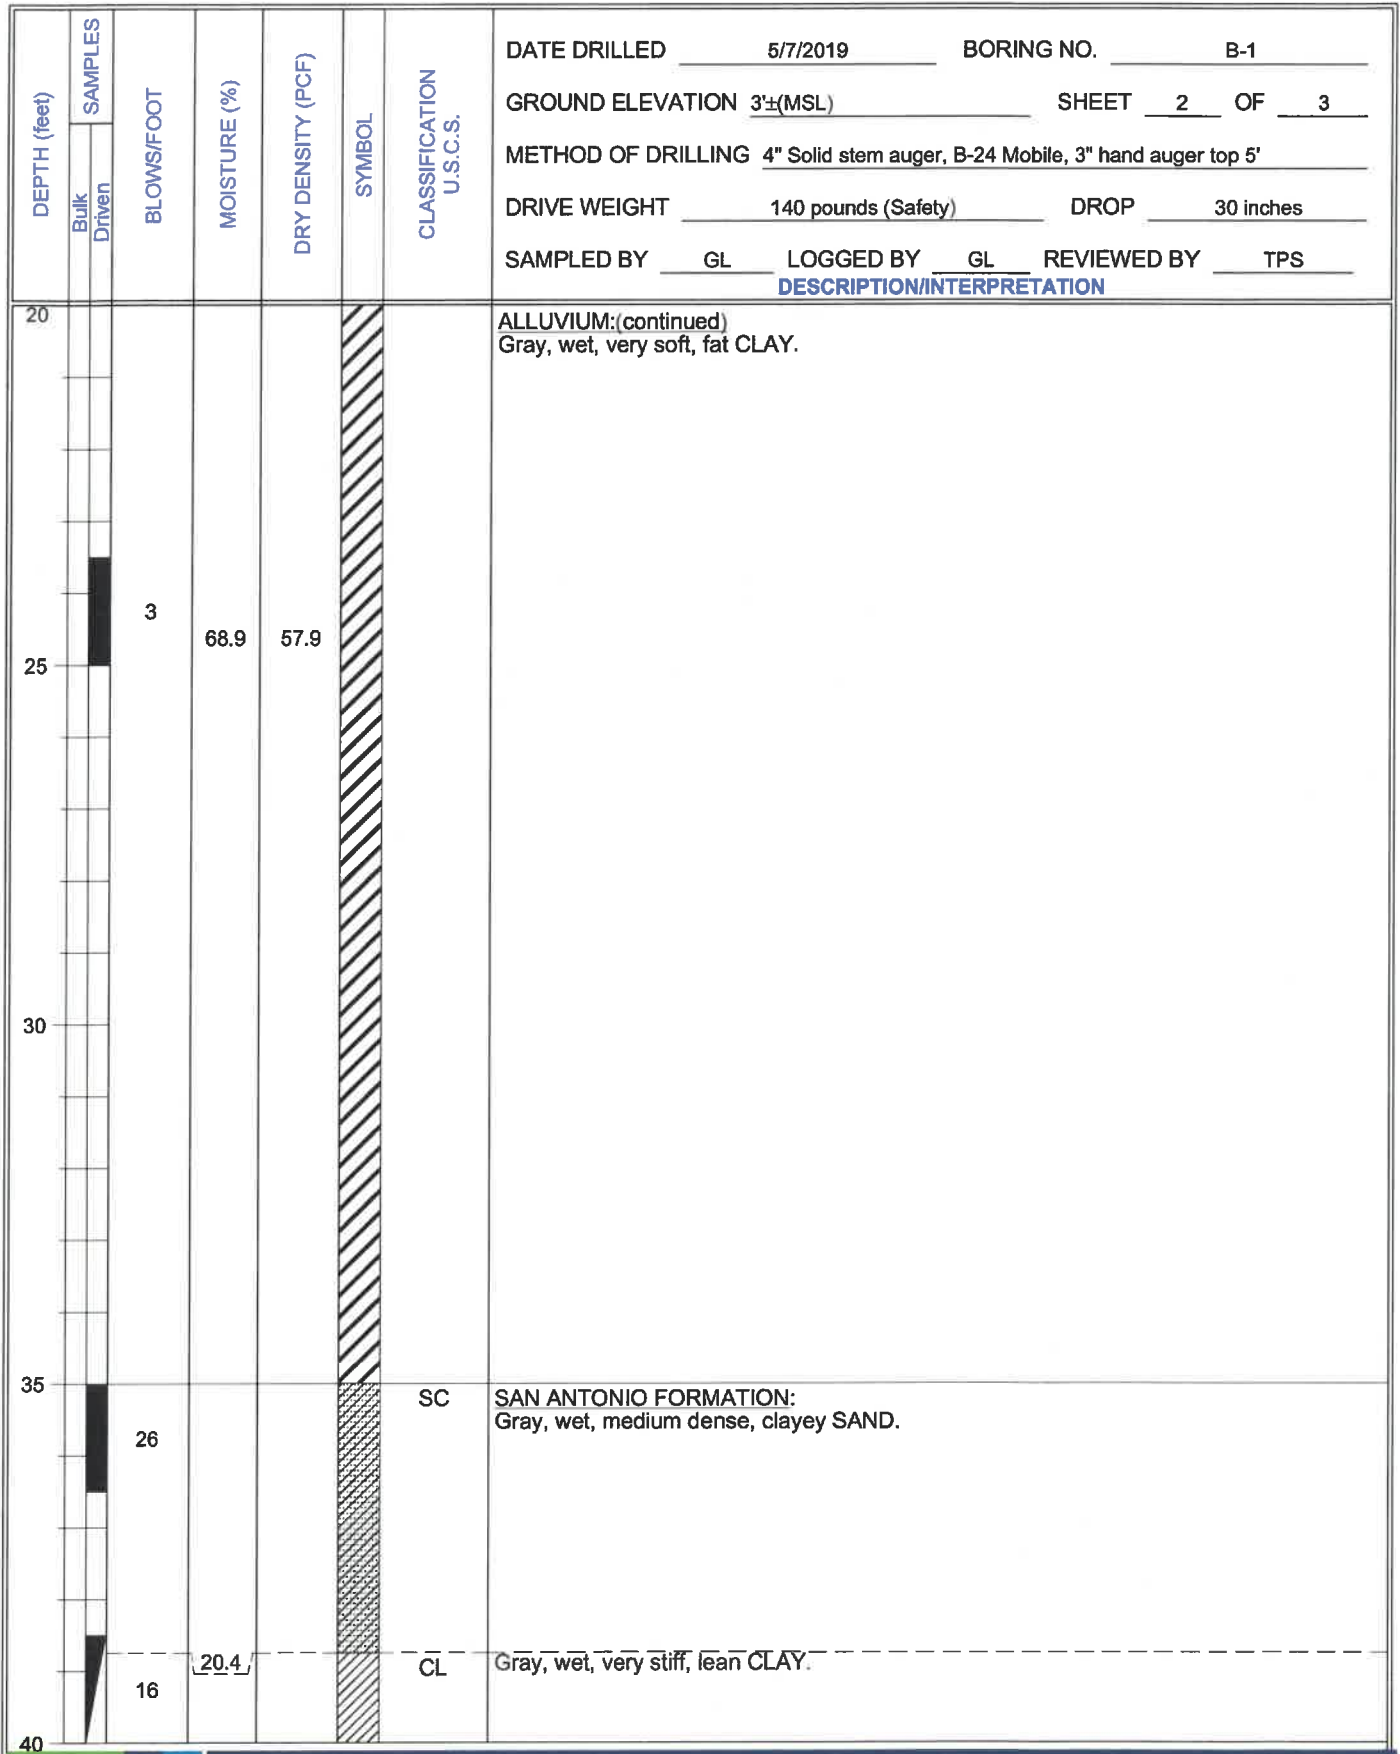 DEPTH (feet)
SAMPLES
Bulk
Driven
BLOWS/FOOT
MOISTURE (%)
DRY DENSITY (PCF)
SYMBOL
CLASSIFICATION
U.S.C.S.
DATE DRILLED 5/7/2019 BORING NO. B-1
GROUND ELEVATION 3'±(MSL) SHEET 2 OF 3
METHOD OF DRILLING 4" Solid stem auger, B-24 Mobile, 3" hand auger top 5'
DRIVE WEIGHT 140 pounds (Safety) DROP 30 inches
SAMPLED BY GL LOGGED BY GL REVIEWED BY TPS
DESCRIPTION/INTERPRETATION
20
ALLUVIUM:(continued)
Gray, wet, very soft, fat CLAY.
3
68.9 57.9
25
30
35 SC SAN ANTONIO FORMATION:
Gray, wet, medium dense, clayey SAND.
26
20.4 CL Gray, wet, very stiff, lean CLAY.
16
40